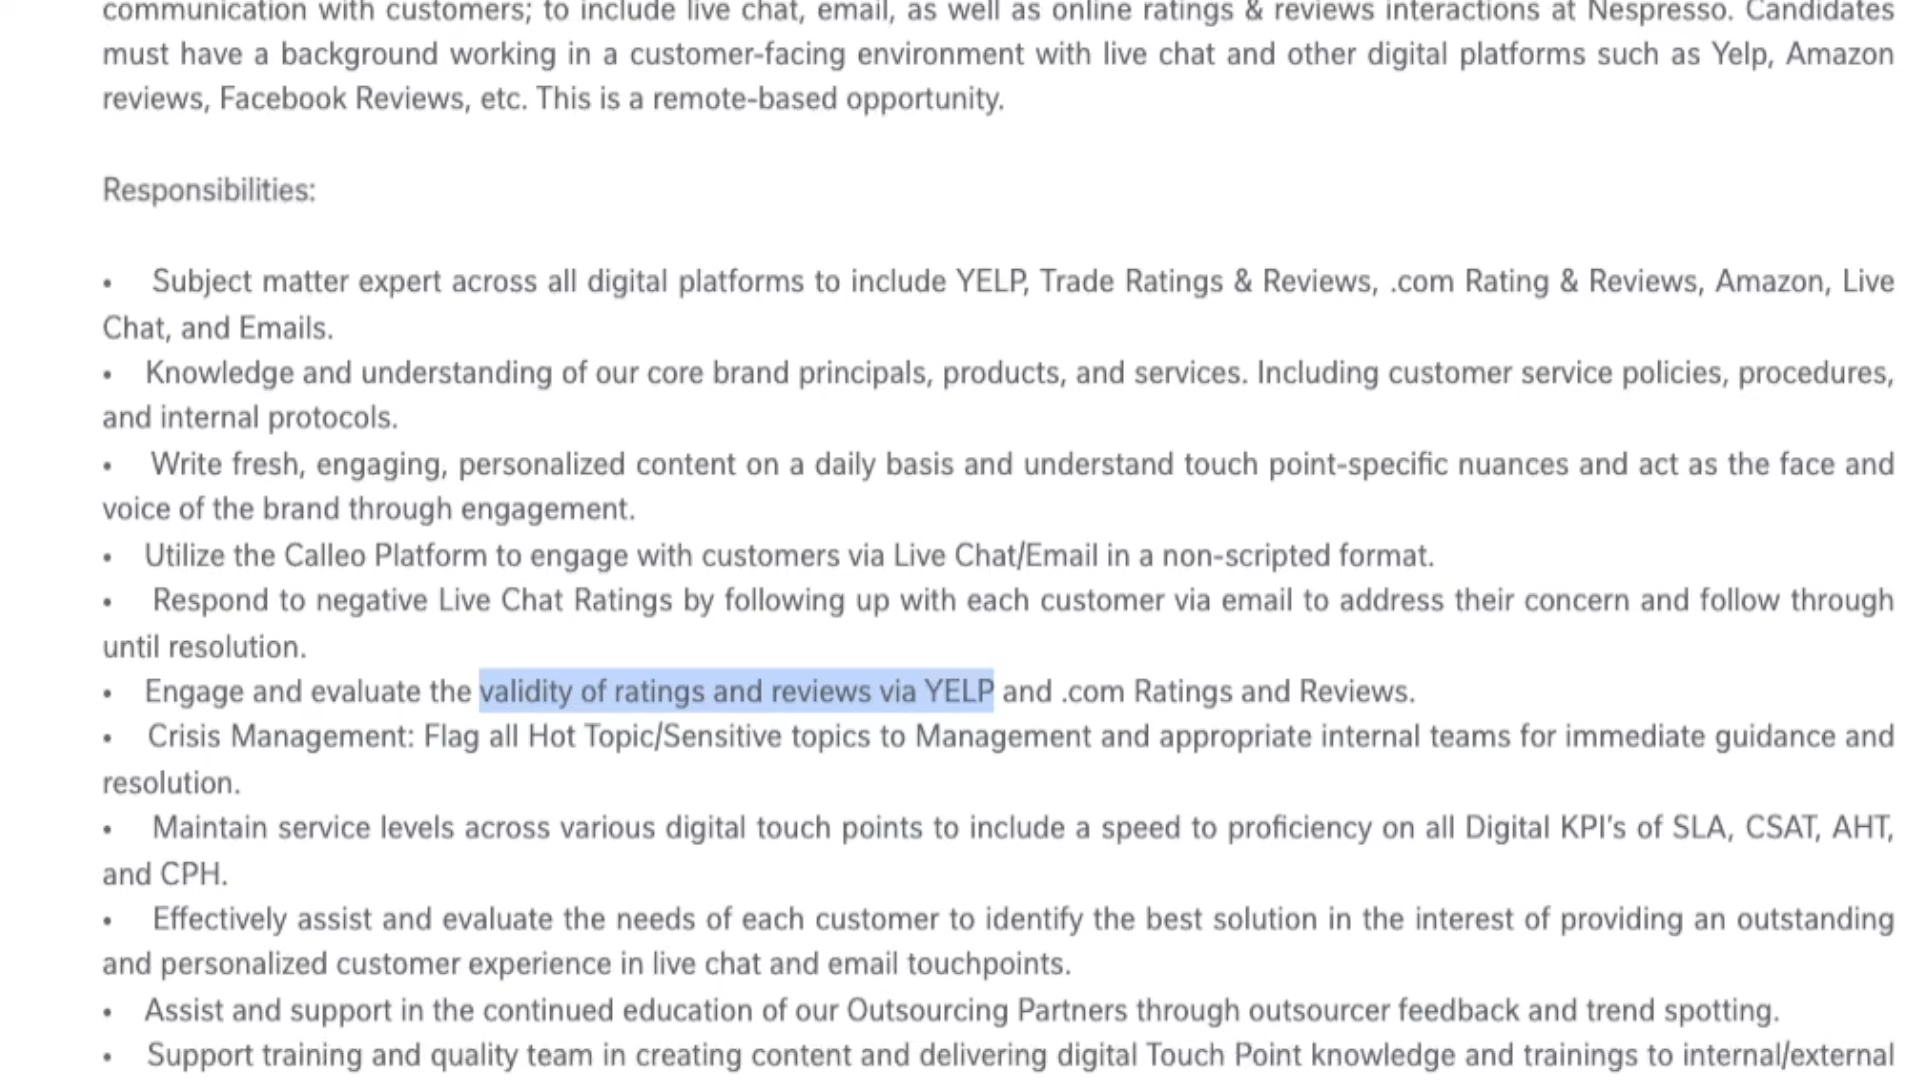 communication with customers; to include live chat, email, as well as online ratings & reviews interactions at Nespresso. Candidates
must have a background working in a customer-facing environment with live chat and other digital platforms such as Yelp, Amazon
reviews, Facebook Reviews, etc. This is a remote-based opportunity.
Responsibilities:
• Subject matter expert across all digital platforms to include YELP, Trade Ratings & Reviews, .com Rating & Reviews, Amazon, Live
Chat, and Emails.
• Knowledge and understanding of our core brand principals, products, and services. Including customer service policies, procedures,
and internal protocols.
• Write fresh, engaging, personalized content on a daily basis and understand touch point-specific nuances and act as the face and
voice of the brand through engagement.
• Utilize the Calleo Platform to engage with customers via Live Chat/Email in a non-scripted format.
• Respond to negative Live Chat Ratings by following up with each customer via email to address their concern and follow through
until resolution.
• Engage and evaluate the validity of ratings and reviews via YELP and .com Ratings and Reviews.
• Crisis Management: Flag all Hot Topic/Sensitive topics to Management and appropriate internal teams for immediate guidance and
resolution.
• Maintain service levels across various digital touch points to include a speed to proficiency on all Digital KPI's of SLA, CSAT, AHT,
and CPH.
• Effectively assist and evaluate the needs of each customer to identify the best solution in the interest of providing an outstanding
and personalized customer experience in live chat and email touchpoints.
• Assist and support in the continued education of our Outsourcing Partners through outsourcer feedback and trend spotting.
• Support training and quality team in creating content and delivering digital Touch Point knowledge and trainings to internal/external